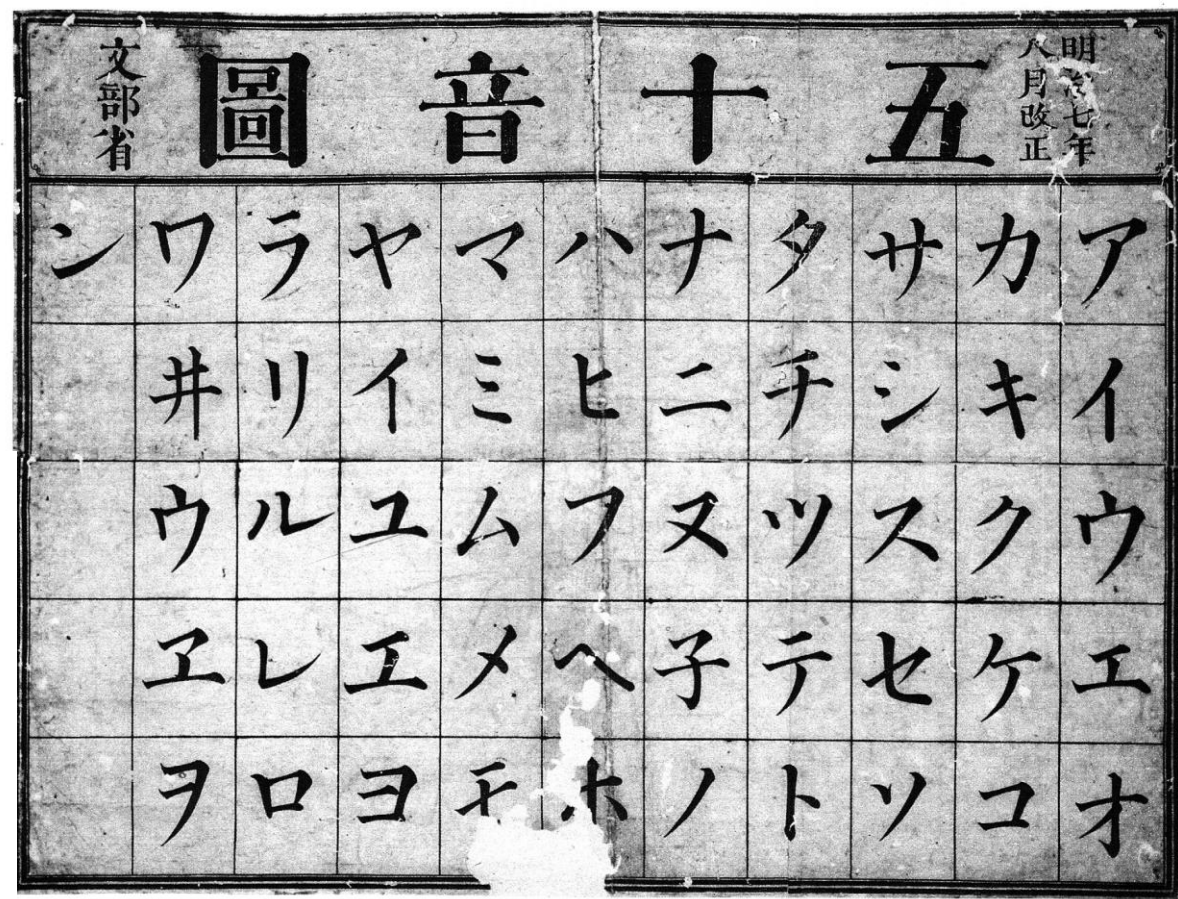 明治七年
八月改正
五十音圖
文部省
アイウエオ
カキクケコ
サシスセソ
タチツテト
ナニヌ子ノ
ハヒフヘホ
マミムメモ
ヤイユエヨ
ラリルレロ
ワ井ウヱヲ
ン